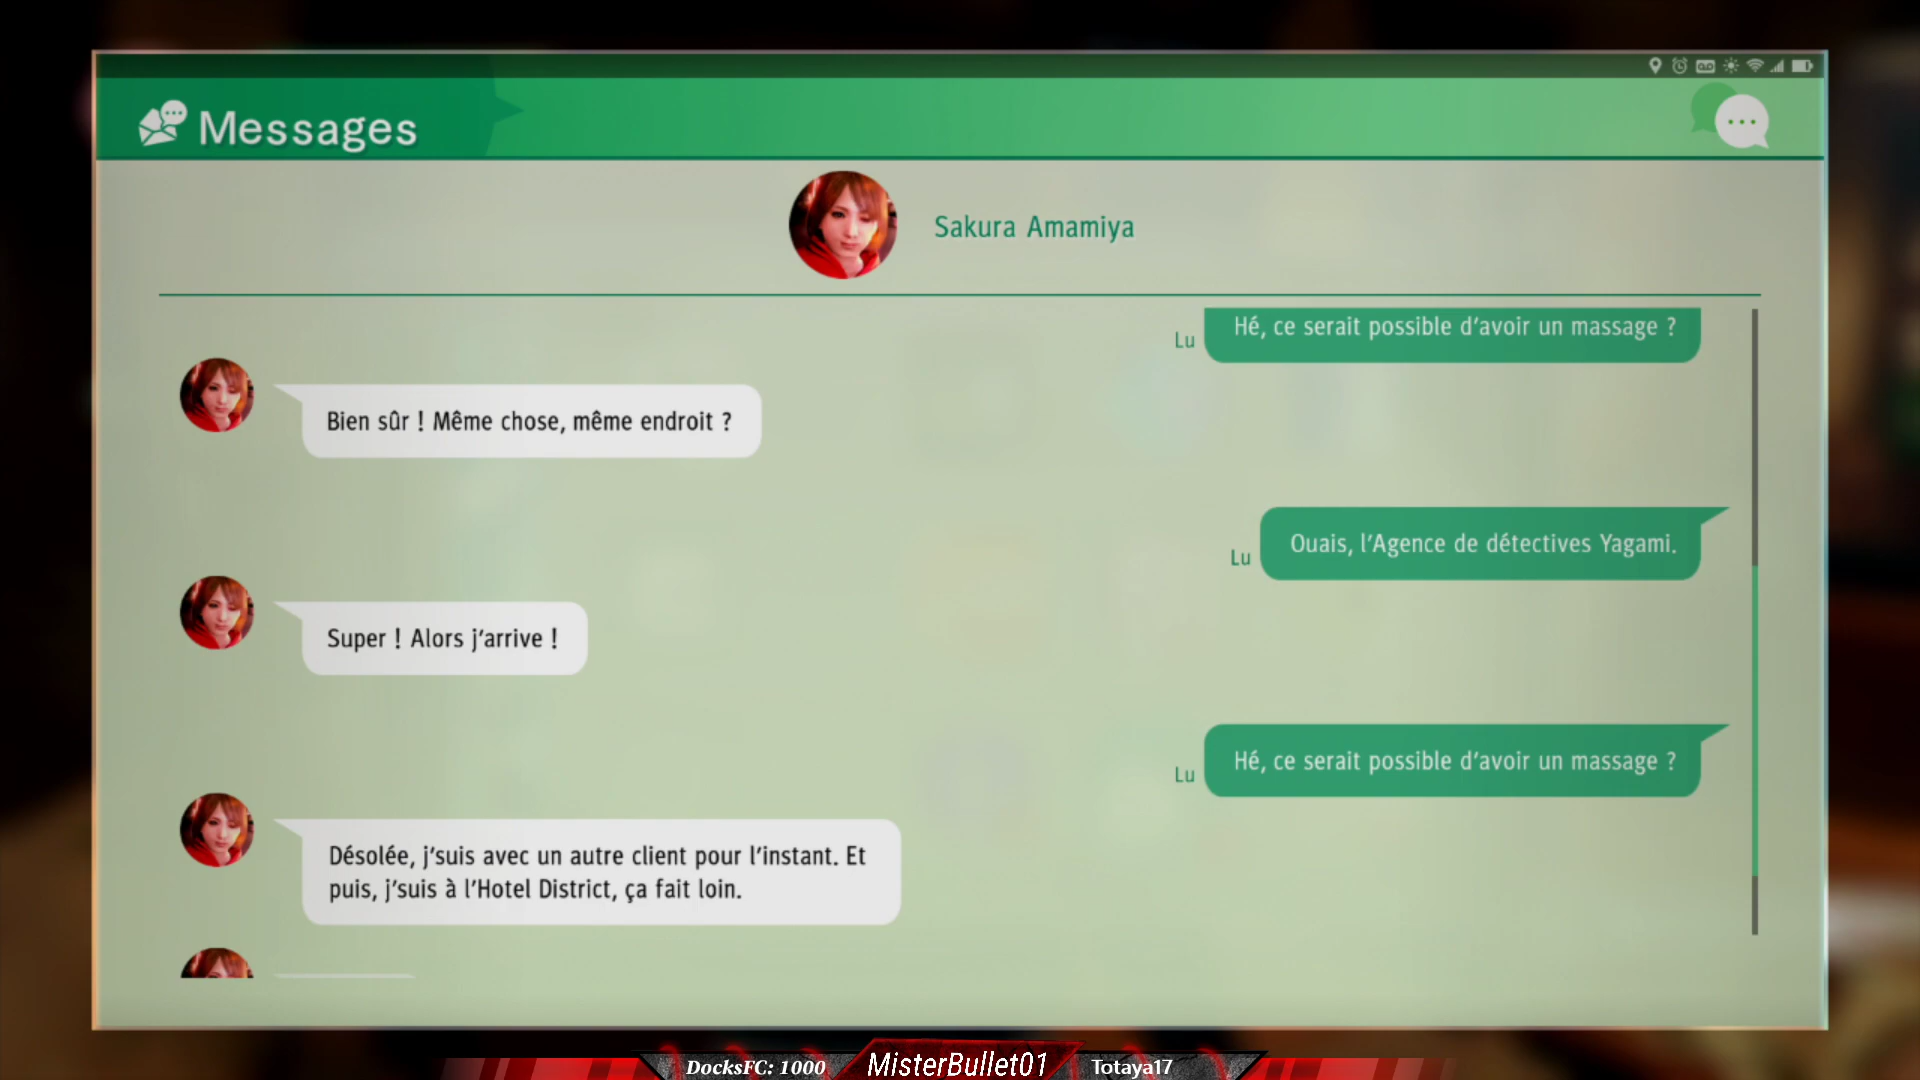 Messages
Sakura Amamiya
Hé, ce serait possible d'avoir un massage ?
Lu
Bien sûr ! Même chose, même endroit ?
Ouais, l'Agence de détectives Yagami.
Lu
Super ! Alors j'arrive !
Hé, ce serait possible d'avoir un massage ?
Lu
Désolée, j'suis avec un autre client pour l'instant. Et
puis, j'suis à l'Hotel District, ça fait loin.
DocksFC: 1000
MisterBullet01
Totaya17